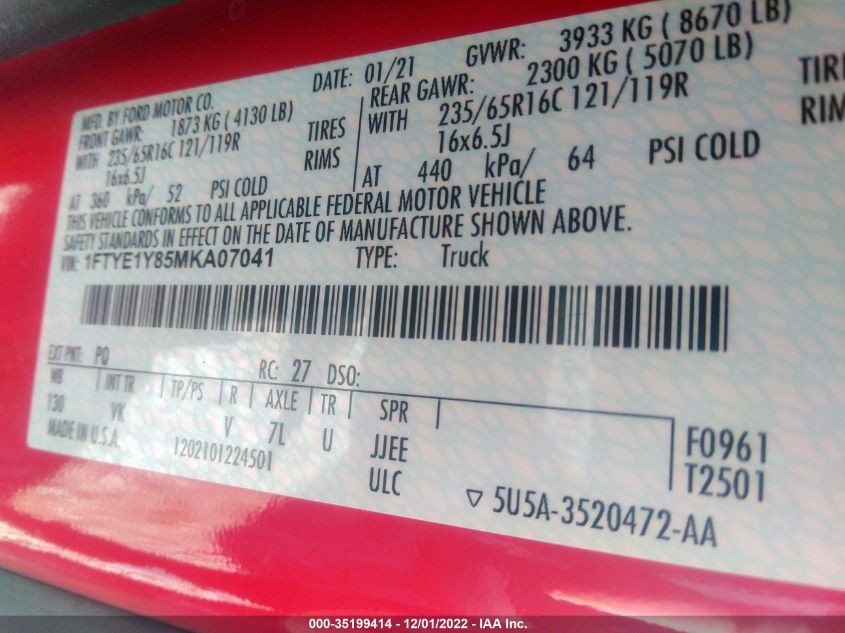 MFD. BY FORD MOTOR CO.
DATE: 01/21
GVWR: 3933 KG ( 8670 LB)
FRONT GAWR: 1873 KG ( 4130 LB)
REAR GAWR: 2300 KG ( 5070 LB)
WITH 235/65R16C 121/119R TIRES
WITH 235/65R16C 121/119R TIRE
16x6.5J RIMS
16x6.5J RIMS
AT 360 kPa/ 52 PSI COLD
AT 440 kPa/ 64 PSI COLD
THIS VEHICLE CONFORMS TO ALL APPLICABLE FEDERAL MOTOR VEHICLE
SAFETY STANDARDS IN EFFECT ON THE DATE OF MANUFACTURE SHOWN ABOVE.
VIN: 1FTYE1Y85MKA07041
TYPE: Truck
EXT PNT: PQ RC: 27 DSO:
WB INT TR TP/PS R AXLE TR SPR
130 VK V 7L U JJEE
F0961
MADE IN U.S.A. 1202101224501 ULC
T2501
▽ 5U5A-3520472-AA
000-35199414 - 12/01/2022 - IAA Inc.